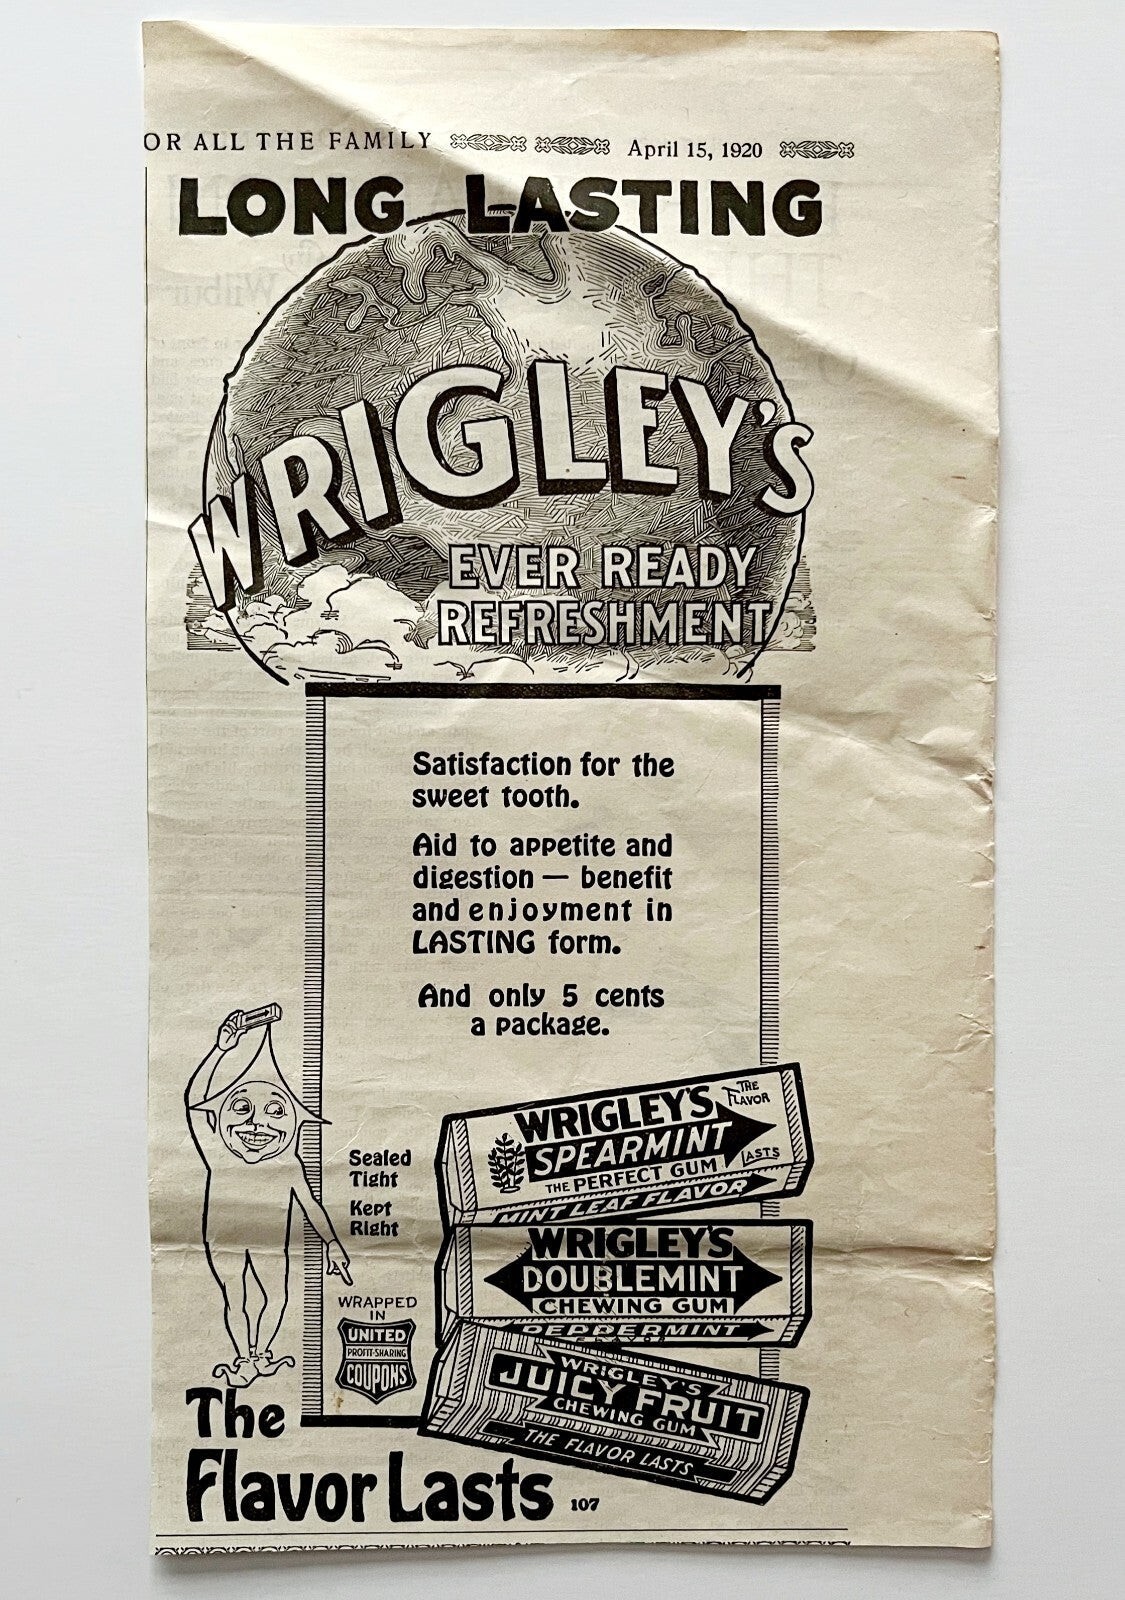 OR ALL THE FAMILY April 15, 1920
LONG LASTING
WRIGLEY'S
EVER READY
REFRESHMENT
Satisfaction for the
sweet tooth.
Aid to appetite and
digestion — benefit
and enjoyment in
LASTING form.
And only 5 cents
a package.
Sealed
Tight
Kept
Right
WRAPPED
IN
UNITED
PROFIT-SHARING
COUPONS
WRIGLEY'S
SPEARMINT
THE PERFECT GUM
MINT LEAF FLAVOR
THE
FLAVOR
LASTS
WRIGLEY'S
DOUBLEMINT
CHEWING GUM
PEPPERMINT
WRIGLEY'S
JUICY FRUIT
CHEWING GUM
THE FLAVOR LASTS
The
Flavor Lasts 107